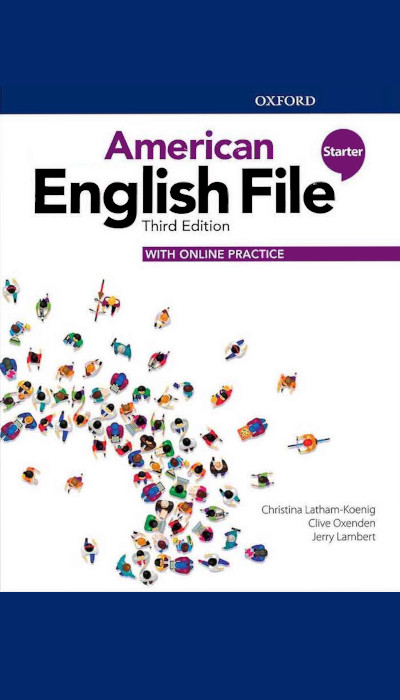 OXFORD
American
Starter
English File
Third Edition
WITH ONLINE PRACTICE
Christina Latham-Koenig
Clive Oxenden
Jerry Lambert